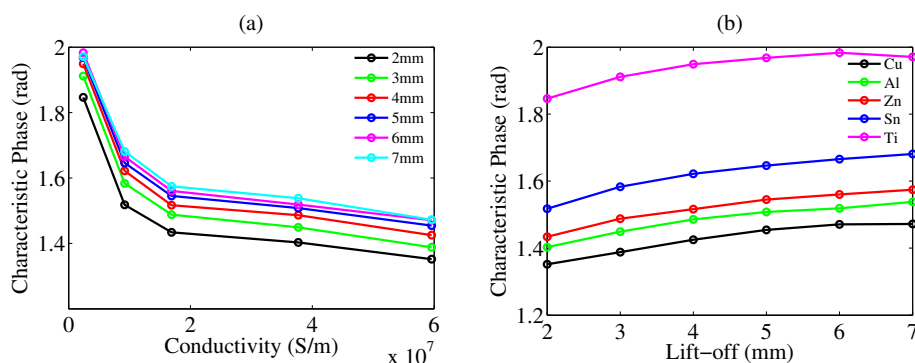 (a)
Characteristic Phase (rad)
2
1.8
1.6
1.4
0
2
4
6
Conductivity (S/m)
x 10^7
2mm
3mm
4mm
5mm
6mm
7mm
(b)
Characteristic Phase (rad)
2
1.8
1.6
1.4
1.2
2
3
4
5
6
7
Lift−off (mm)
Cu
Al
Zn
Sn
Ti